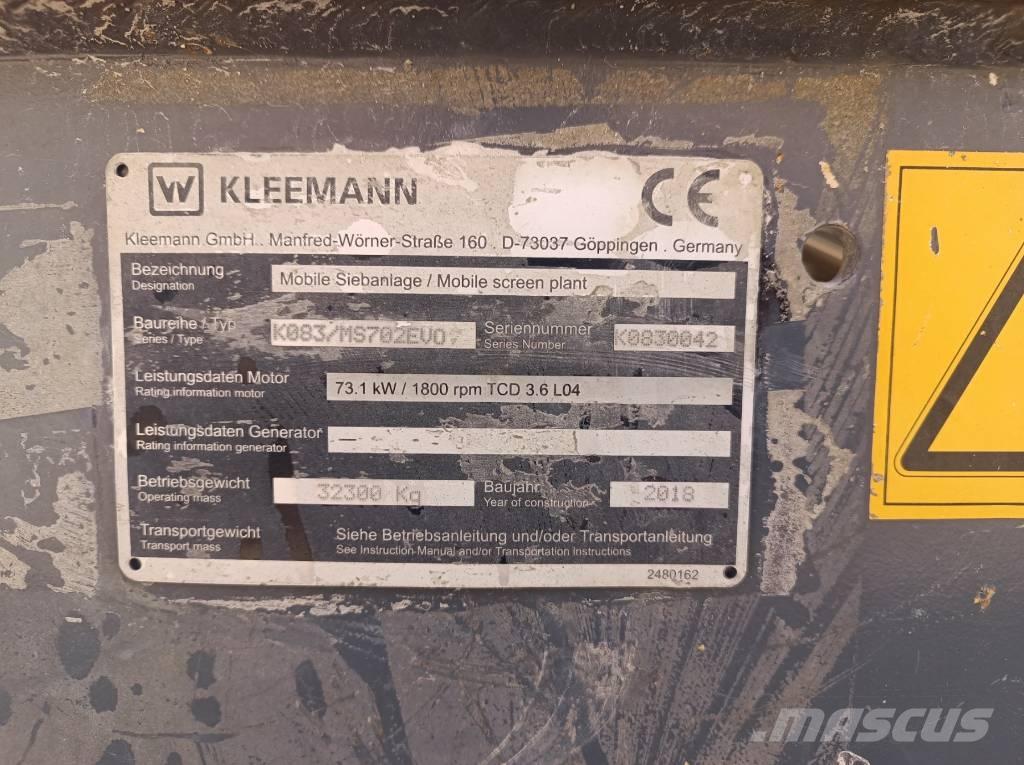 KLEEMANN CE
Kleemann GmbH . Manfred-Wörner-Straße 160 . D-73037 Göppingen . Germany
Bezeichnung
Designation
Mobile Siebanlage / Mobile screen plant
Baureihe / Typ
Series / Type
K083/MS702EVO
Seriennummer
Series Number
K0830042
Leistungsdaten Motor
Rating information motor
73.1 kW / 1800 rpm TCD 3.6 L04
Leistungsdaten Generator
Rating information generator
Betriebsgewicht
Operating mass
32300 Kg
Baujahr
Year of construction
2018
Transportgewicht
Transport mass
Siehe Betriebsanleitung und/oder Transportanleitung
See Instruction Manual and/or Transportation Instructions
2480162
mascus